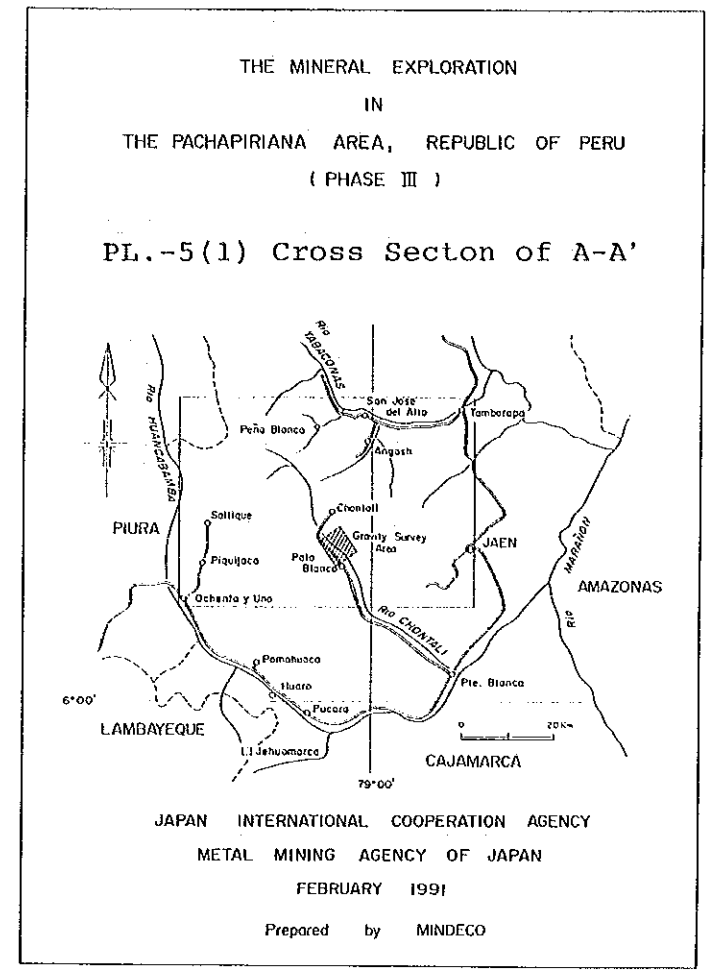 THE MINERAL EXPLORATION
IN
THE PACHAPIRIANA AREA, REPUBLIC OF PERU
( PHASE III )
PL.-5(1) Cross Secton of A-A'
Rio TABACONAS
Rio HUANCABAMBA
San José
del Alto
Tamborapa
Peña Blanca
Angash
Chontali
Sallique
PIURA
Gravity Survey
Area
JAEN
Piquijaca
Palo
Blanco
Rio MARAÑON
AMAZONAS
Ochenta y Uno
Rio CHONTALI
Pomahuaca
Pte. Blanca
Huaro
6°00'
Pucara
0 20Km
LAMBAYEQUE
Jehuamarca
CAJAMARCA
79°00'
JAPAN INTERNATIONAL COOPERATION AGENCY
METAL MINING AGENCY OF JAPAN
FEBRUARY 1991
Prepared by MINDECO